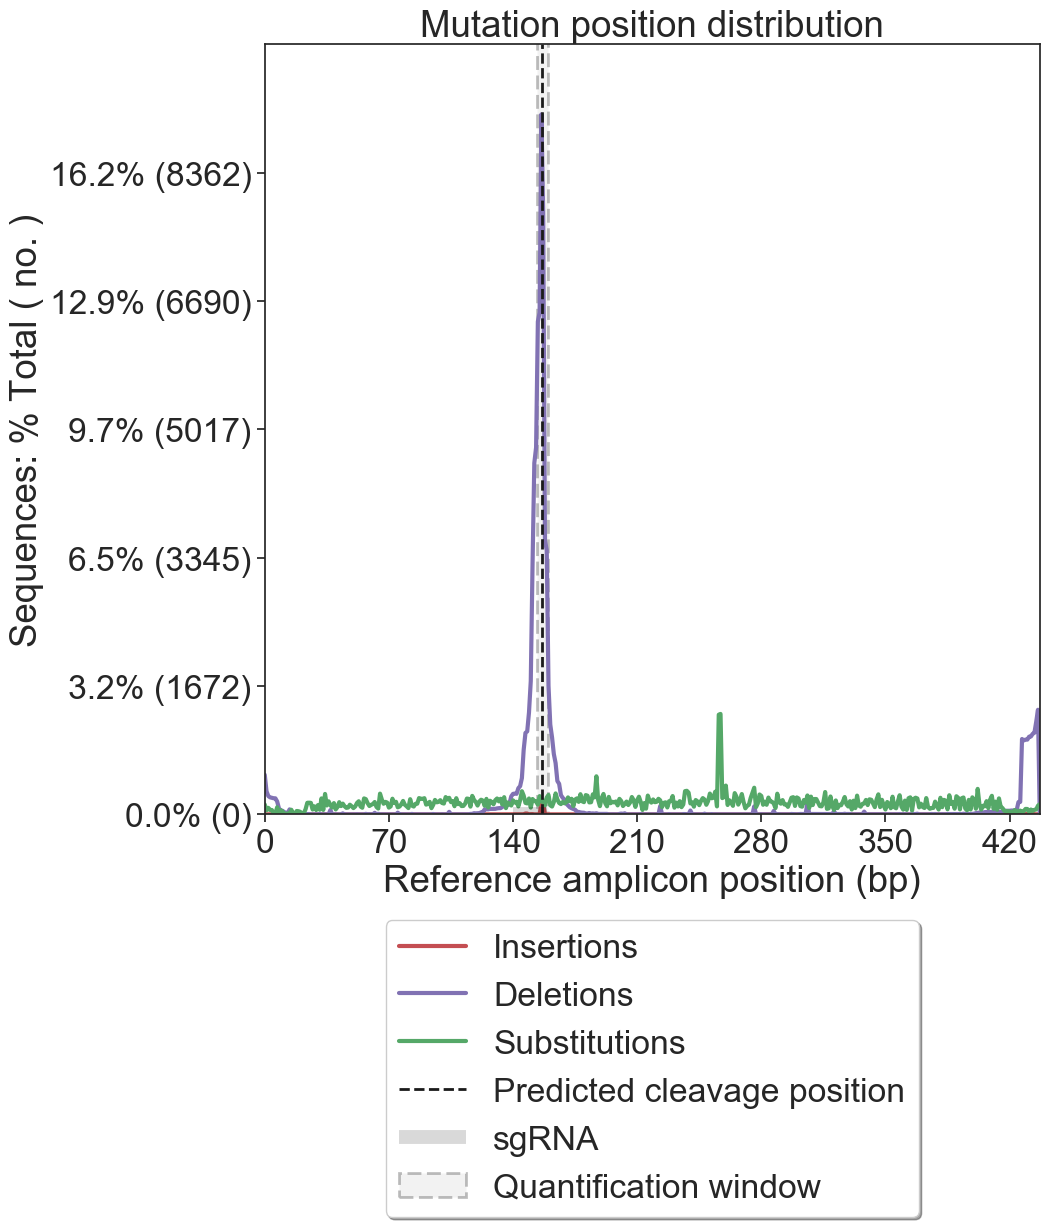 Mutation position distribution
Sequences: % Total ( no. )
16.2% (8362)
12.9% (6690)
9.7% (5017)
6.5% (3345)
3.2% (1672)
0.0% (0)
0 70 140 210 280 350 420
Reference amplicon position (bp)
Insertions
Deletions
Substitutions
Predicted cleavage position
sgRNA
Quantification window